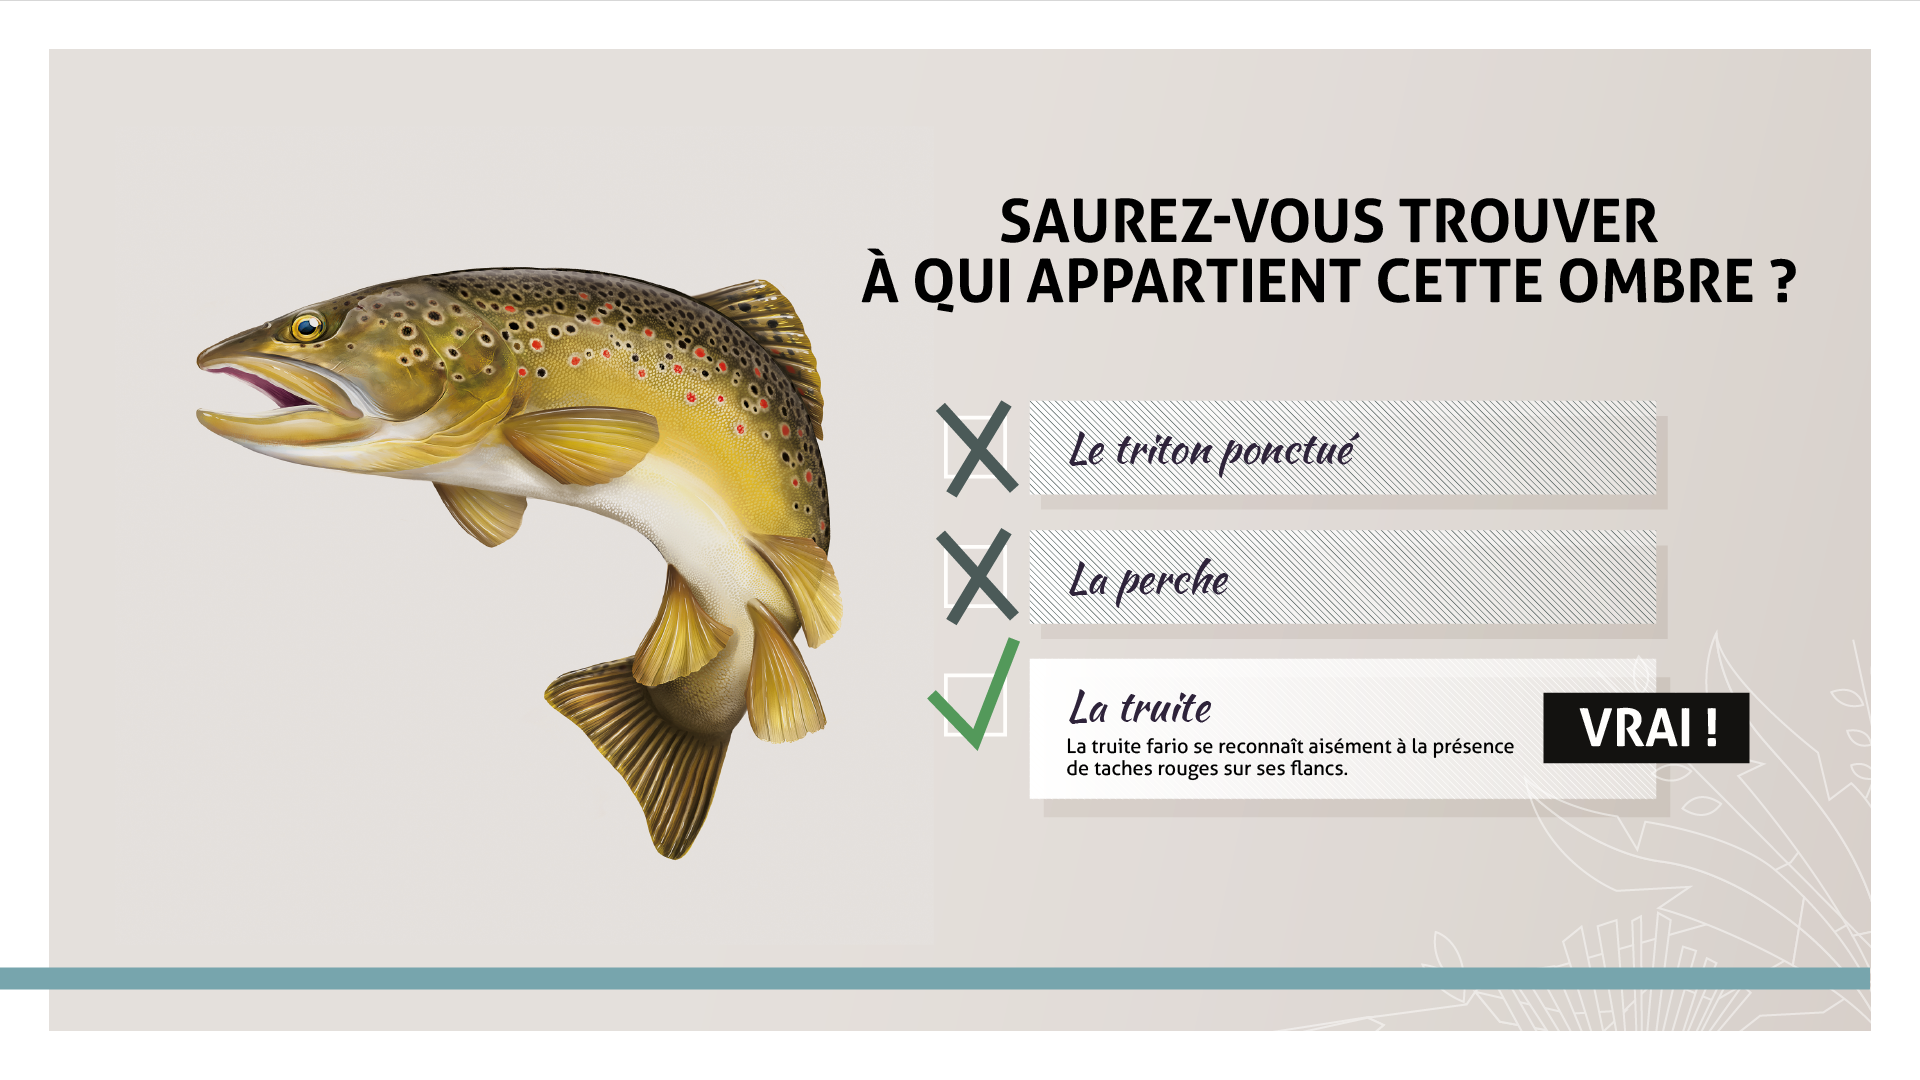 SAUREZ-VOUS TROUVER
À QUI APPARTIENT CETTE OMBRE ?
Le triton ponctué
La perche
La truite
La truite fario se reconnaît aisément à la présence
de taches rouges sur ses flancs.
VRAI !